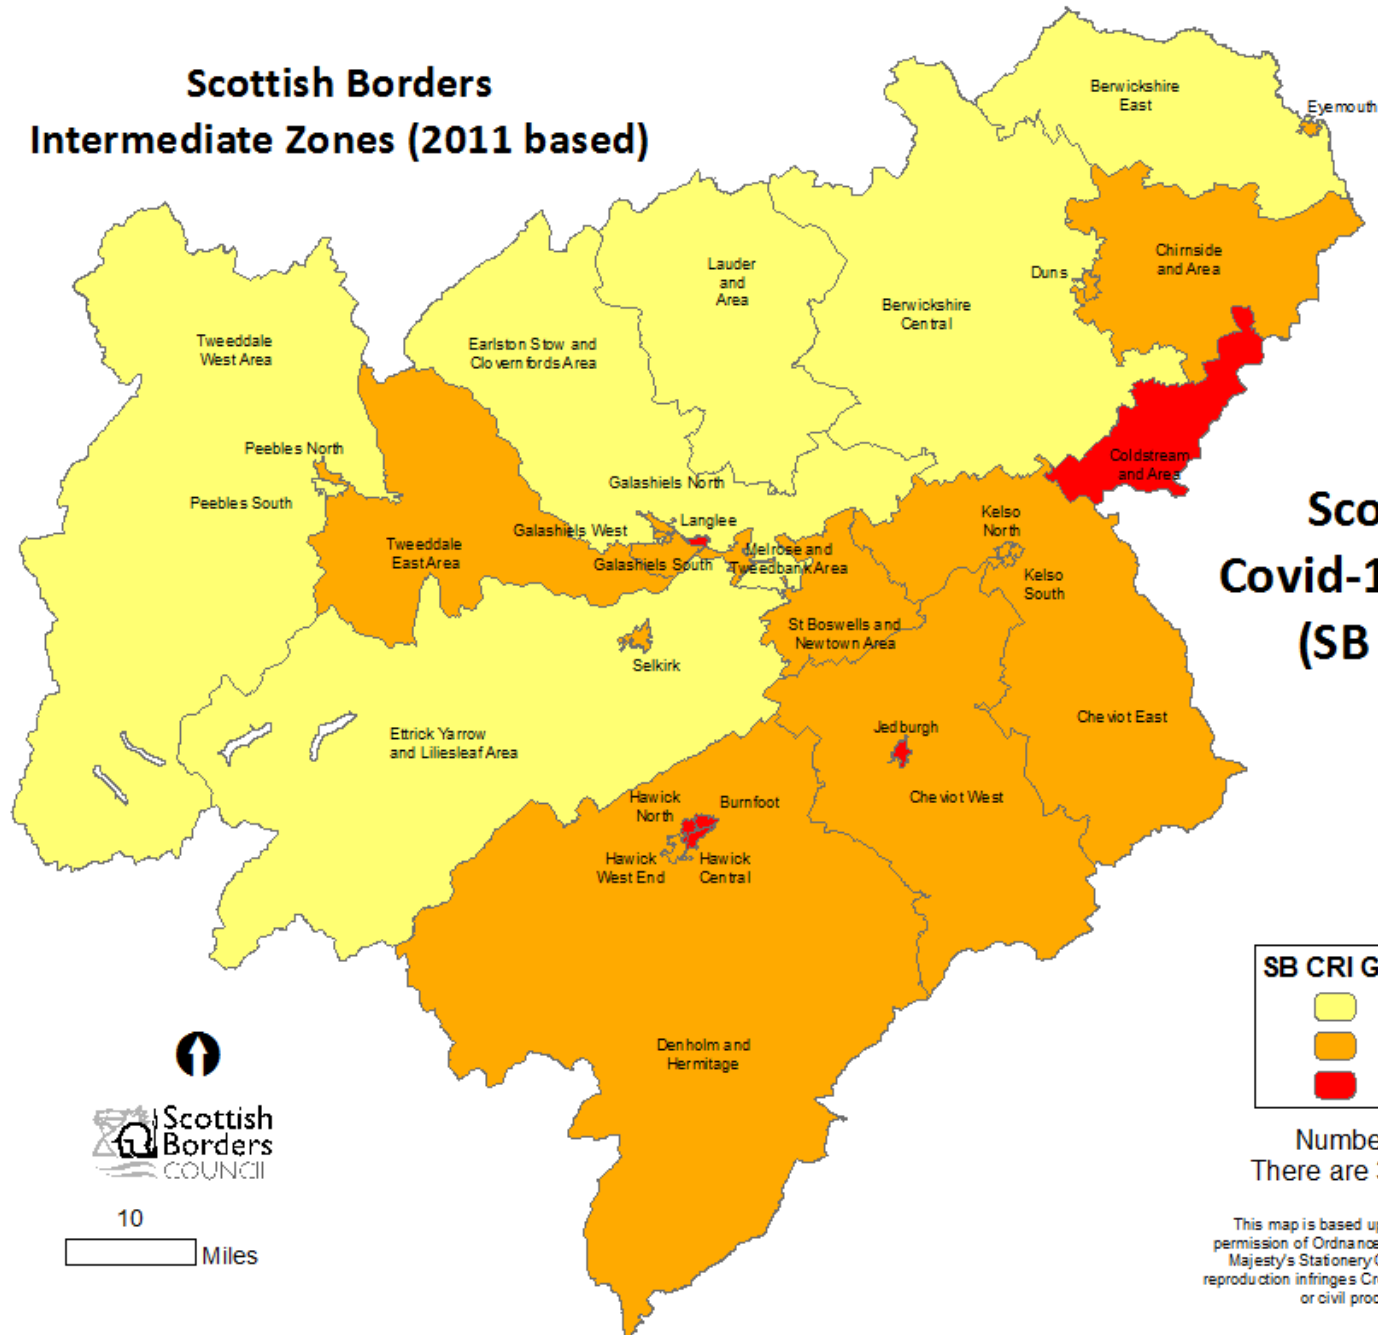 Scottish Borders
Intermediate Zones (2011 based)
Berwickshire
East
Eyemouth
Chirnside
and Area
Duns
Lauder
and
Area
Berwickshire
Central
Tweeddale
West Area
Earlston Stow and
Clovernfords Area
Peebles North
Peebles South
Galashiels North
Coldstream
and Area
Galashiels West
Langlee
Kelso
North
Tweeddale
East Area
Galashiels South
Melrose and
Tweedbank Area
Kelso
South
St Boswells and
Newtown Area
Selkirk
Ettrick Yarrow
and Liliesleaf Area
Jedburgh
Cheviot East
Cheviot West
Hawick
North
Burnfoot
Hawick
West End
Hawick
Central
Denholm and
Hermitage
Sco
Covid-1
(SB
SB CRI G
Numbe
There are
This map is based up
permission of Ordnance
Majesty's Stationery
reproduction infringes Cr
or civil proc
Scottish
Borders
COUNCIL
10
Miles